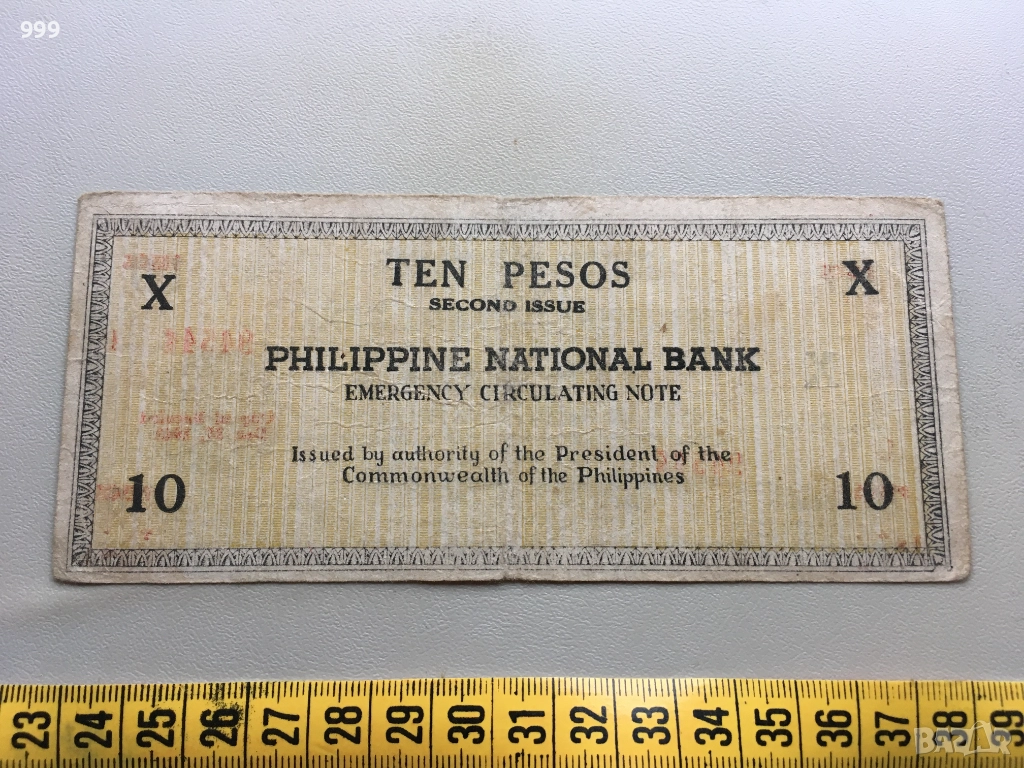 999
X
TEN PESOS
X
SECOND ISSUE
PHILIPPINE NATIONAL BANK
EMERGENCY CIRCULATING NOTE
Issued by authority of the President of the
Commonwealth of the Philippines
10
10
23 24 25 26 27 28 29 30 31 32 33 34 35 36 37 38 39
BAZAR